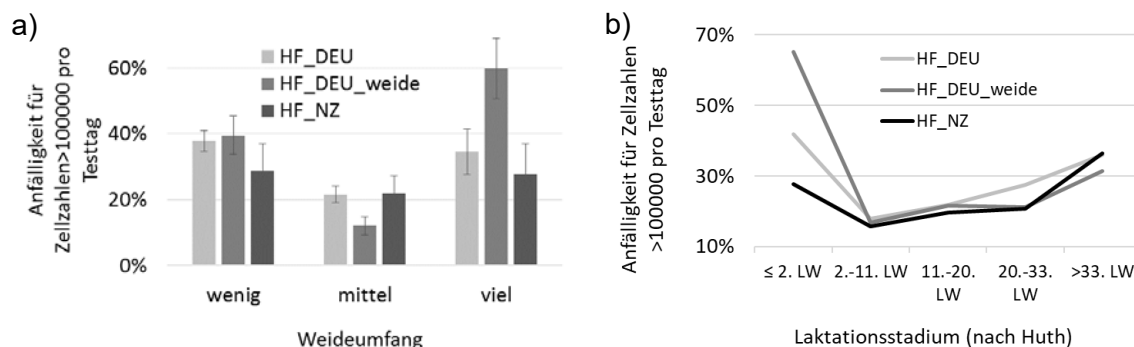 a)
Anfälligkeit für
Zellzahlen>100000 pro
Testtag
60%
40%
20%
0%
HF_DEU
HF_DEU_weide
HF_NZ
wenig
mittel
viel
Weideumfang
b)
Anfälligkeit für Zellzahlen
>100000 pro Testtag
70%
50%
30%
10%
HF_DEU
HF_DEU_weide
HF_NZ
≤ 2. LW
2.-11. LW
11.-20.
LW
20.-33.
LW
>33. LW
Laktationsstadium (nach Huth)